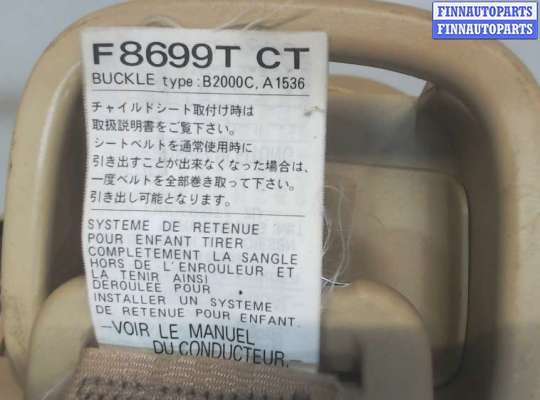 FINNAUTOPARTS
FINNAUTOPARTS
F8699T CT
BUCKLE type:B2000C, A1536
チャイルドシート取付け時は
取扱説明書をご覧下さい。
シートベルトを通常使用時に
引き出すことが出来なくなった場合は、
一度ベルトを全部巻き取って下さい。
引き出し可能となります。
SYSTEME DE RETENUE
POUR ENFANT TIRER
COMPLETEMENT LA SANGLE
HORS DE L'ENROULEUR ET
LA TENIR AINSI
DEROULEE POUR
INSTALLER UN SYSTEME
DE RETENUE POUR ENFANT.
-VOIR LE MANUEL
DU CONDUCTEUR.-